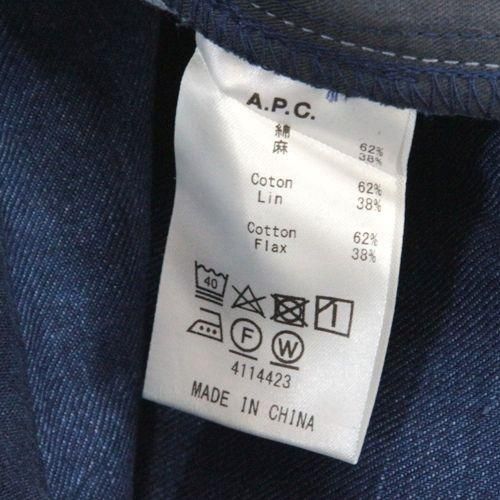 A.P.C.
綿 62%
麻 38%
Coton 62%
Lin 38%
Cotton 62%
Flax 38%
40
F W
4114423
MADE IN CHINA